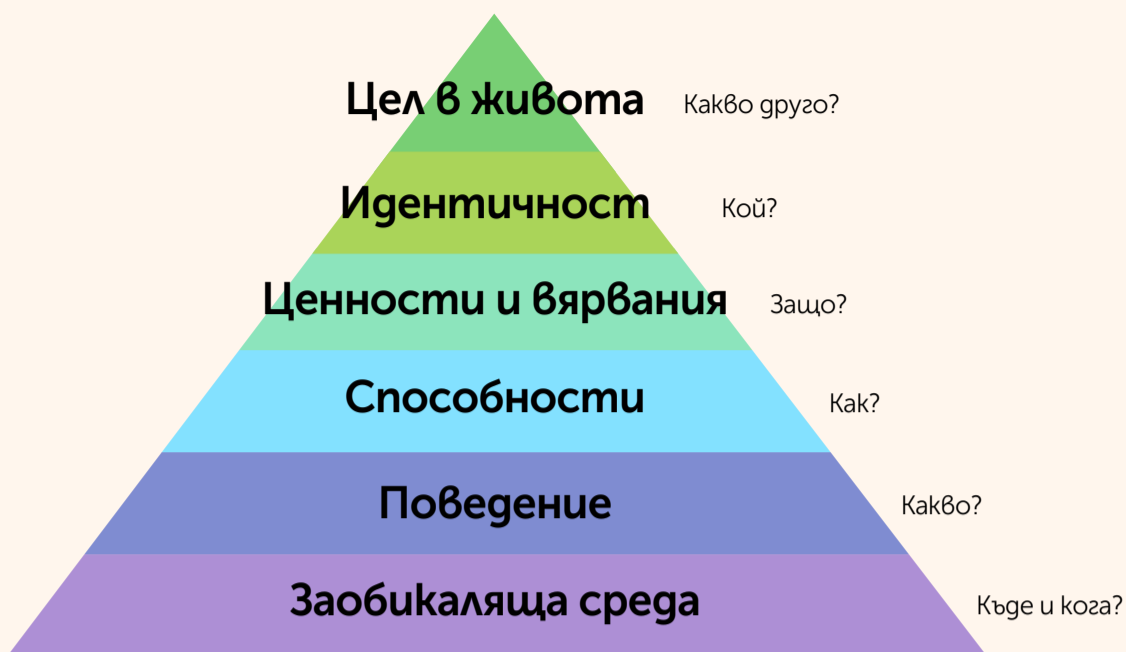 Цел в живота Какво друго?
Идентичност Кой?
Ценности и вярвания Защо?
Способности Как?
Поведение Какво?
Заобикаляща среда Къде и кога?